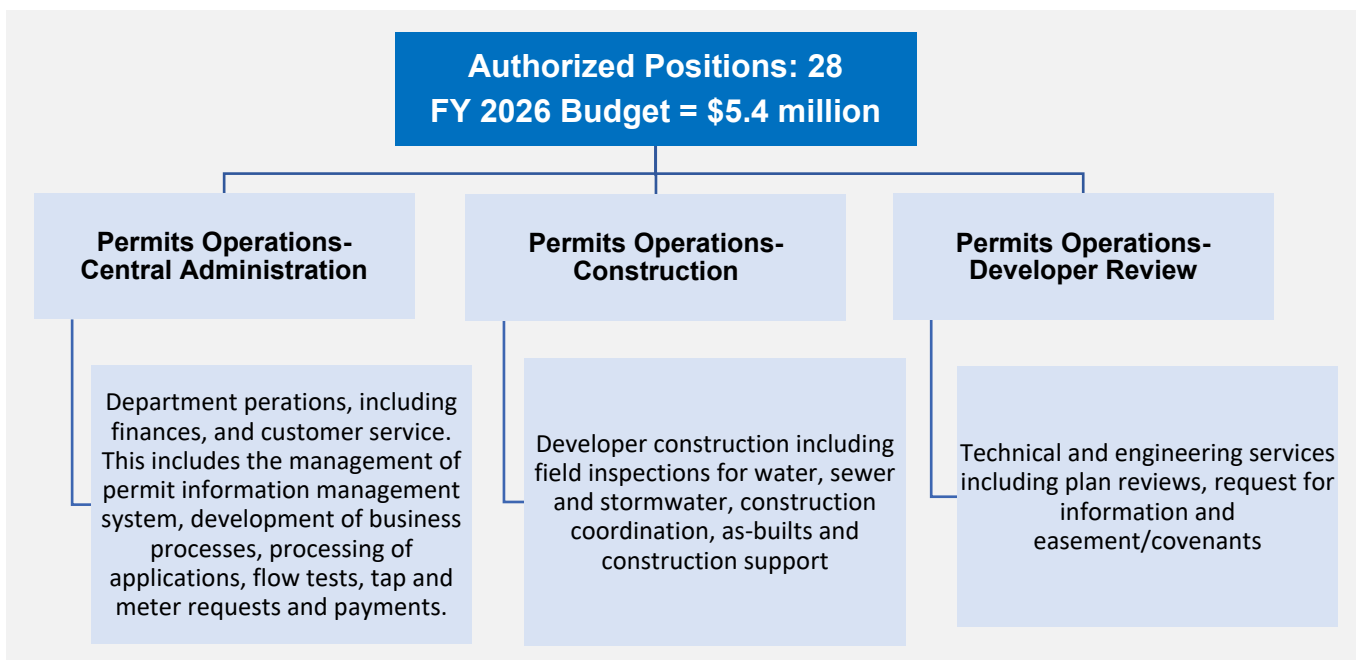 Authorized Positions: 28
FY 2026 Budget = $5.4 million
Permits Operations-
Central Administration
Department perations, including
finances, and customer service.
This includes the management of
permit information management
system, development of business
processes, processing of
applications, flow tests, tap and
meter requests and payments.
Permits Operations-
Construction
Developer construction including
field inspections for water, sewer
and stormwater, construction
coordination, as-builts and
construction support
Permits Operations-
Developer Review
Technical and engineering services
including plan reviews, request for
information and
easement/covenants